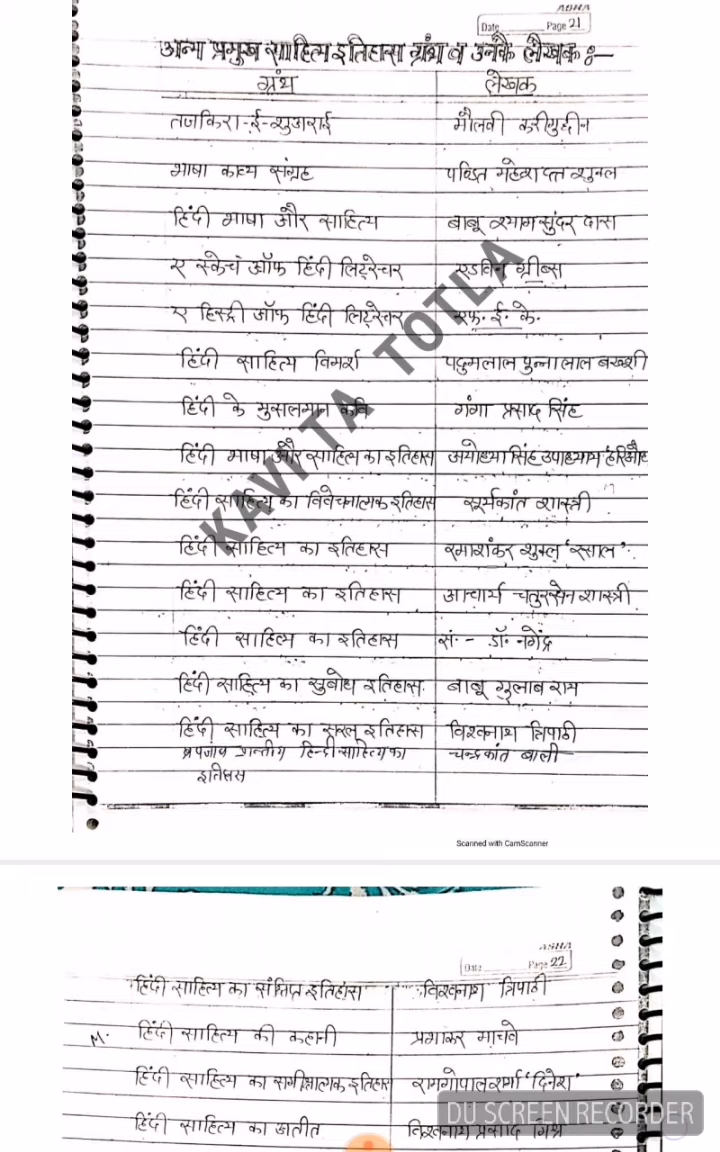 ASHA
Date Page 21
अन्य प्रमुख साहित्य इतिहास ग्रंथ व उनके लेखक :—
ग्रंथ लेखक
तजकिरा-ई-शुअराई मौलवी करीमुद्दीन
भाषा काव्य संग्रह पण्डित महेशदत्त शुक्ल
हिंदी भाषा और साहित्य बाबू श्यामसुंदर दास
ए स्केच ऑफ हिंदी लिट्रेचर एडविन ग्रीब्स
ए हिस्ट्री ऑफ हिंदी लिट्रेचर एफ. ई. के.
हिंदी साहित्य विमर्श पदुमलाल पुन्नालाल बख्शी
हिंदी के मुसलमान कवि गंगा प्रसाद सिंह
हिंदी भाषा और साहित्य का इतिहास अयोध्या सिंह उपाध्याय 'हरिऔध
हिंदी साहित्य का विवेचनात्मक इतिहास सूर्यकांत शास्त्री
हिंदी साहित्य का इतिहास रमाशंकर शुक्ल 'रसाल'
हिंदी साहित्य का इतिहास आचार्य चतुरसेन शास्त्री
हिंदी साहित्य का इतिहास सं. - डॉ. नगेंद्र
हिंदी साहित्य का सुबोध इतिहास. बाबू गुलाब राय
हिंदी साहित्य का सरल इतिहास विश्वनाथ त्रिपाठी
प्रान्तीय हिन्दी साहित्य का चन्द्रकांत बाली
इतिहास
KAVITA TOTLA
Scanned with CamScanner
ASHA
Date Page 22
हिंदी साहित्य का संक्षिप्त इतिहास विश्वनाथ त्रिपाठी
M. हिंदी साहित्य की कहानी प्रभाकर माचवे
हिंदी साहित्य का समीक्षात्मक इतिहास रामगोपाल शर्मा 'दिनेश'
हिंदी साहित्य का अतीत विश्वनाथ प्रसाद मिश्र
DU SCREEN RECORDER